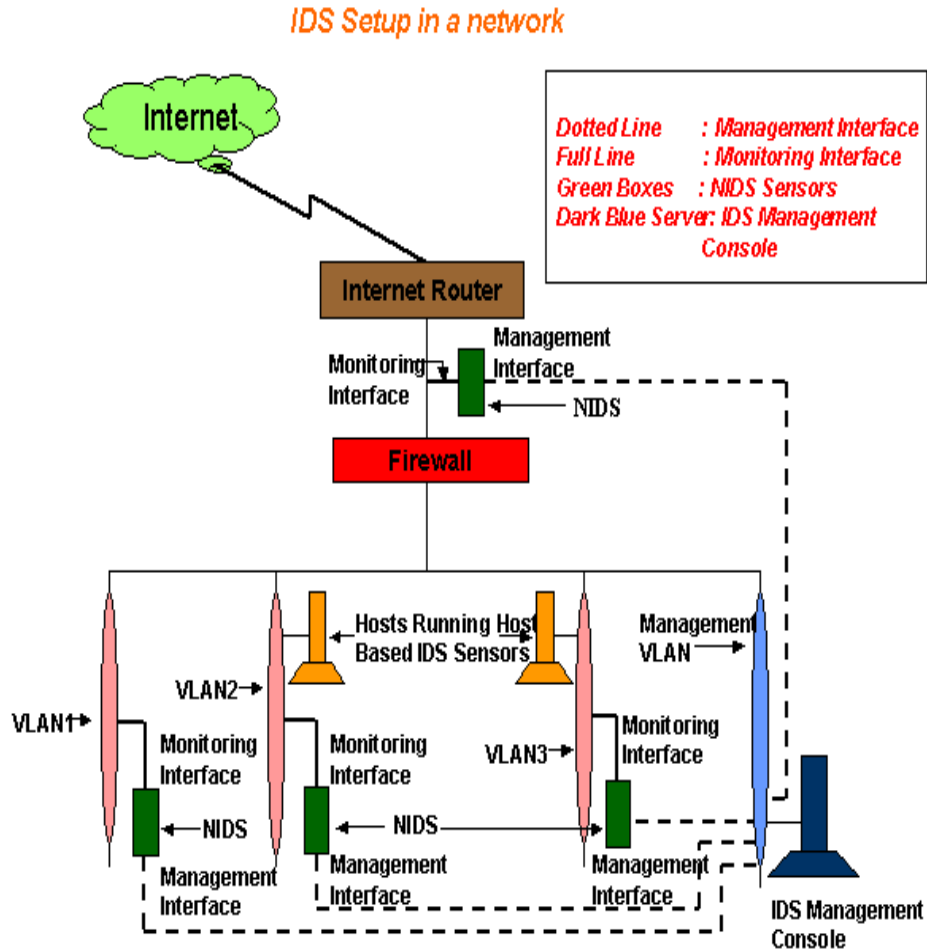 IDS Setup in a network
Internet
Dotted Line : Management Interface
Full Line : Monitoring Interface
Green Boxes : NIDS Sensors
Dark Blue Server: IDS Management
Console
Internet Router
Management
Interface
Monitoring
Interface
NIDS
Firewall
Hosts Running Host
Based IDS Sensors
Management
VLAN
VLAN1
VLAN2
VLAN3
Monitoring
Interface
Monitoring
Interface
Monitoring
Interface
NIDS
NIDS
Management
Interface
Management
Interface
Management
Interface
IDS Management
Console